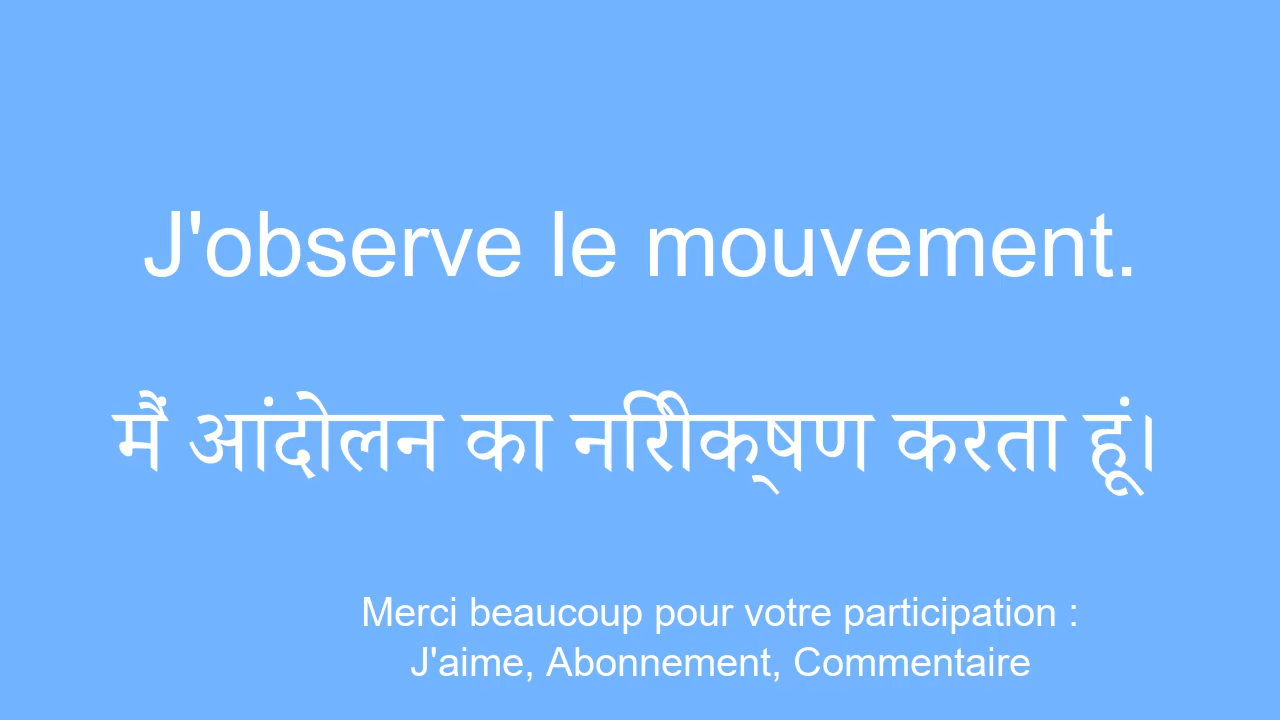 J'observe le mouvement.
मैं आंदोलन का निरीक्षण करता हूं।
Merci beaucoup pour votre participation :
J'aime, Abonnement, Commentaire